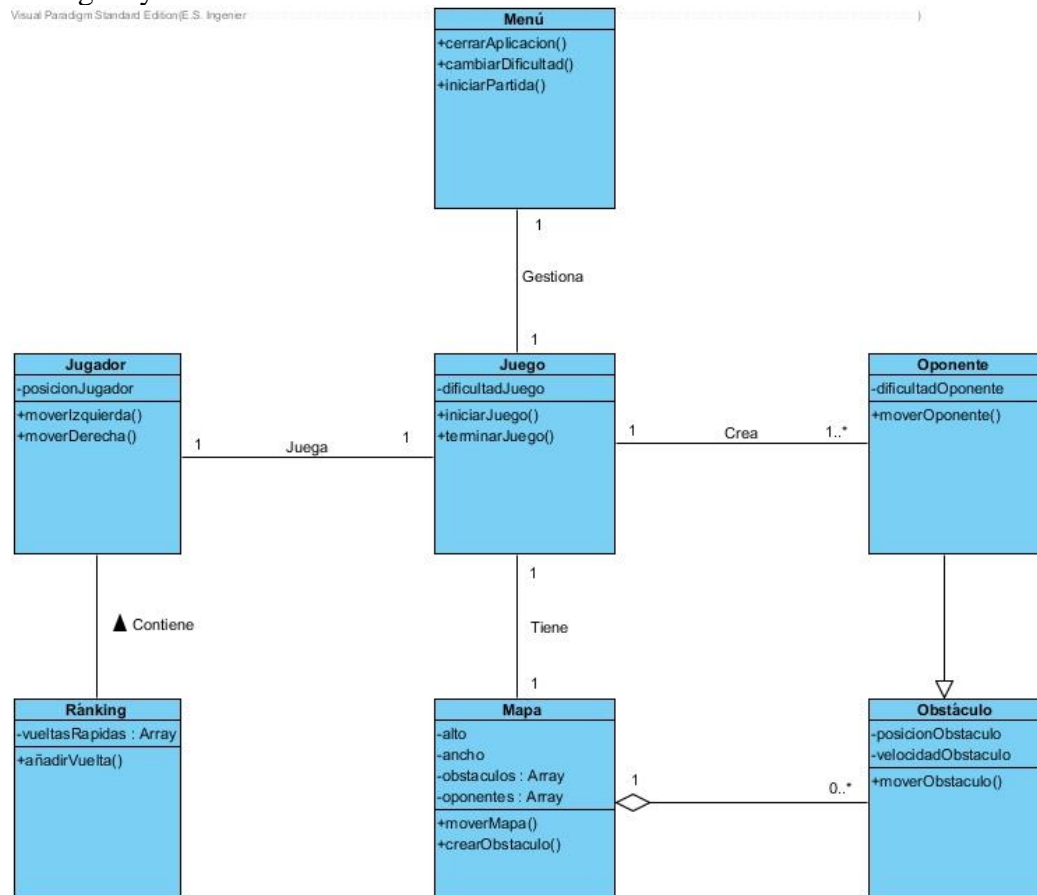 Visual Paradigm Standard Edition(E.S. Ingenier
)
Menú
+cerrarAplicacion()
+cambiarDificultad()
+iniciarPartida()
1
Gestiona
1
Jugador
-posicionJugador
+moverIzquierda()
+moverDerecha()
1
Juega
1
Juego
-dificultadJuego
+iniciarJuego()
+terminarJuego()
1
Crea
1..*
Oponente
-dificultadOponente
+moverOponente()
Contiene
1
Tiene
1
Ránking
-vueltasRapidas : Array
+añadirVuelta()
Mapa
-alto
-ancho
-obstaculos : Array
-oponentes : Array
+moverMapa()
+crearObstaculo()
1
0..*
Obstáculo
-posicionObstaculo
-velocidadObstaculo
+moverObstaculo()